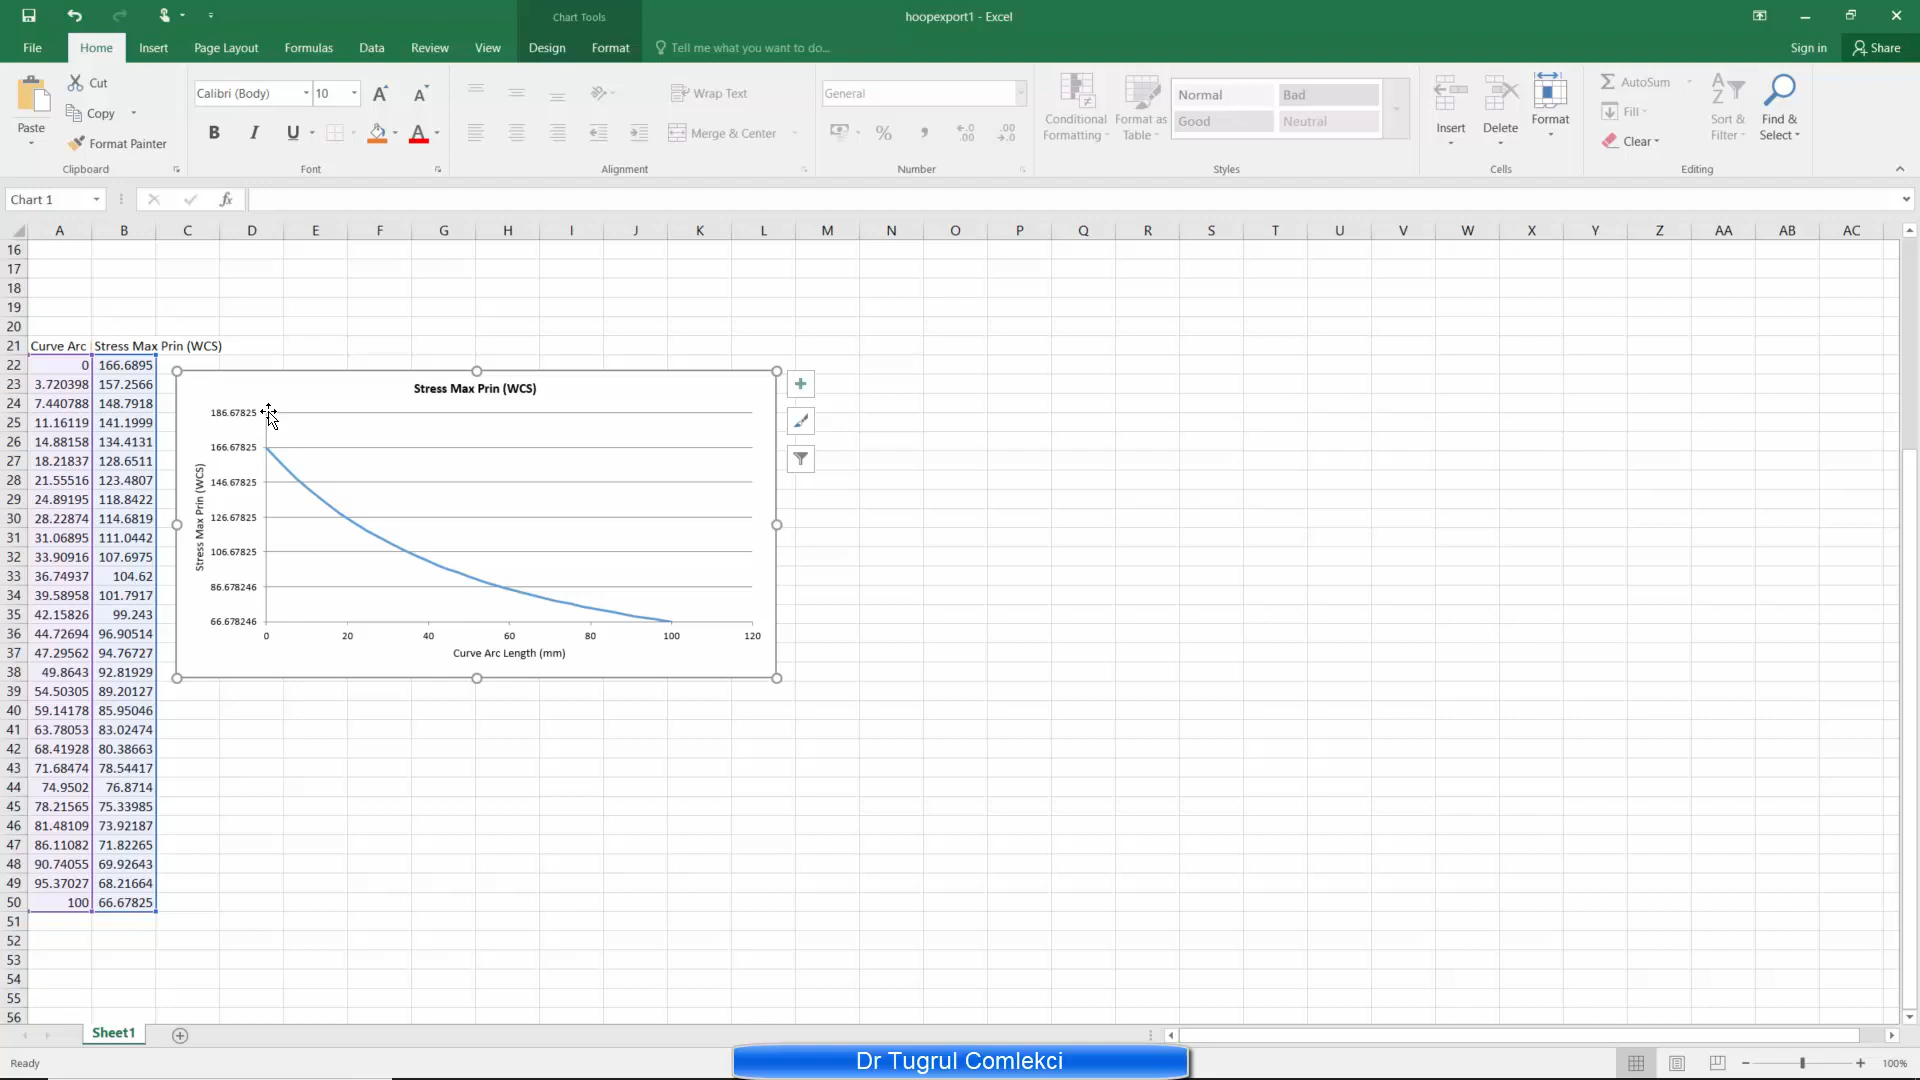 Chart Tools
hoopexport1 - Excel
File Home Insert Page Layout Formulas Data Review View Design Format Tell me what you want to do... Sign in Share
Paste
Cut
Copy
Format Painter
Clipboard
Calibri (Body) 10
B I U A
Font
Wrap Text
Merge & Center
Alignment
General
%
Number
Conditional Formatting
Format as Table
Normal Bad
Good Neutral
Styles
Insert Delete Format
Cells
AutoSum
Fill
Clear
Sort & Filter
Find & Select
Editing
Chart 1 fx
A B C D E F G H I J K L M N O P Q R S T U V W X Y Z AA AB AC
16
17
18
19
20
21 Curve Arc Stress Max Prin (WCS)
22 0 166.6895
23 3.720398 157.2566
24 7.440788 148.7918
25 11.16119 141.1999
26 14.88158 134.4131
27 18.21837 128.6511
28 21.55516 123.4807
29 24.89195 118.8422
30 28.22874 114.6819
31 31.06895 111.0442
32 33.90916 107.6975
33 36.74937 104.62
34 39.58958 101.7917
35 42.15826 99.243
36 44.72694 96.90514
37 47.29562 94.76727
38 49.8643 92.81929
39 54.50305 89.20127
40 59.14178 85.95046
41 63.78053 83.02474
42 68.41928 80.38663
43 71.68474 78.54417
44 74.9502 76.8714
45 78.21565 75.33985
46 81.48109 73.92187
47 86.11082 71.82265
48 90.74055 69.92643
49 95.37027 68.21664
50 100 66.67825
51
52
53
54
55
56
Stress Max Prin (WCS)
186.67825
166.67825
146.67825
126.67825
106.67825
86.678246
66.678246
Stress Max Prin (WCS)
0 20 40 60 80 100 120
Curve Arc Length (mm)
Sheet1
Ready
Dr Tugrul Comlekci
100%